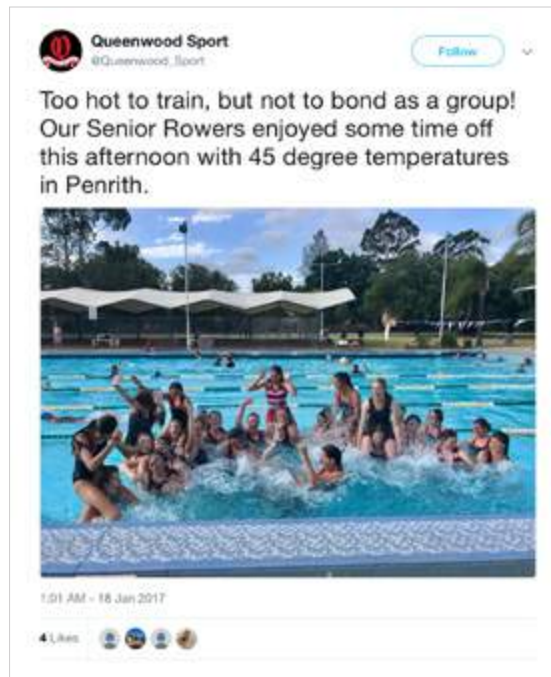 Queenwood Sport
@Queenwood_Sport
Follow
Too hot to train, but not to bond as a group!
Our Senior Rowers enjoyed some time off
this afternoon with 45 degree temperatures
in Penrith.
1:01 AM - 18 Jan 2017
4 Likes